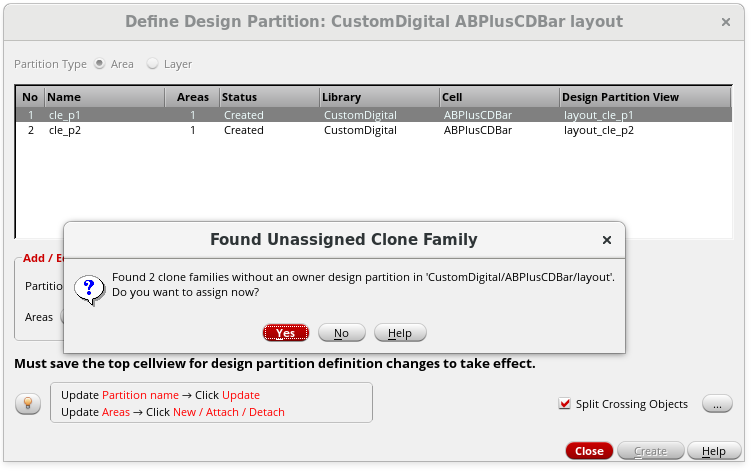 Define Design Partition: CustomDigital ABPlusCDBar layout
Partition Type Area Layer
No Name Areas Status Library Cell Design Partition View
1 cle_p1 1 Created CustomDigital ABPlusCDBar layout_cle_p1
2 cle_p2 1 Created CustomDigital ABPlusCDBar layout_cle_p2
Found Unassigned Clone Family
Found 2 clone families without an owner design partition in 'CustomDigital/ABPlusCDBar/layout'.
Do you want to assign now?
Yes No Help
Add /
Areas
Must save the top cellview for design partition definition changes to take effect.
Update Partition name → Click Update
Update Areas → Click New / Attach / Detach
Split Crossing Objects ...
Close Create Help